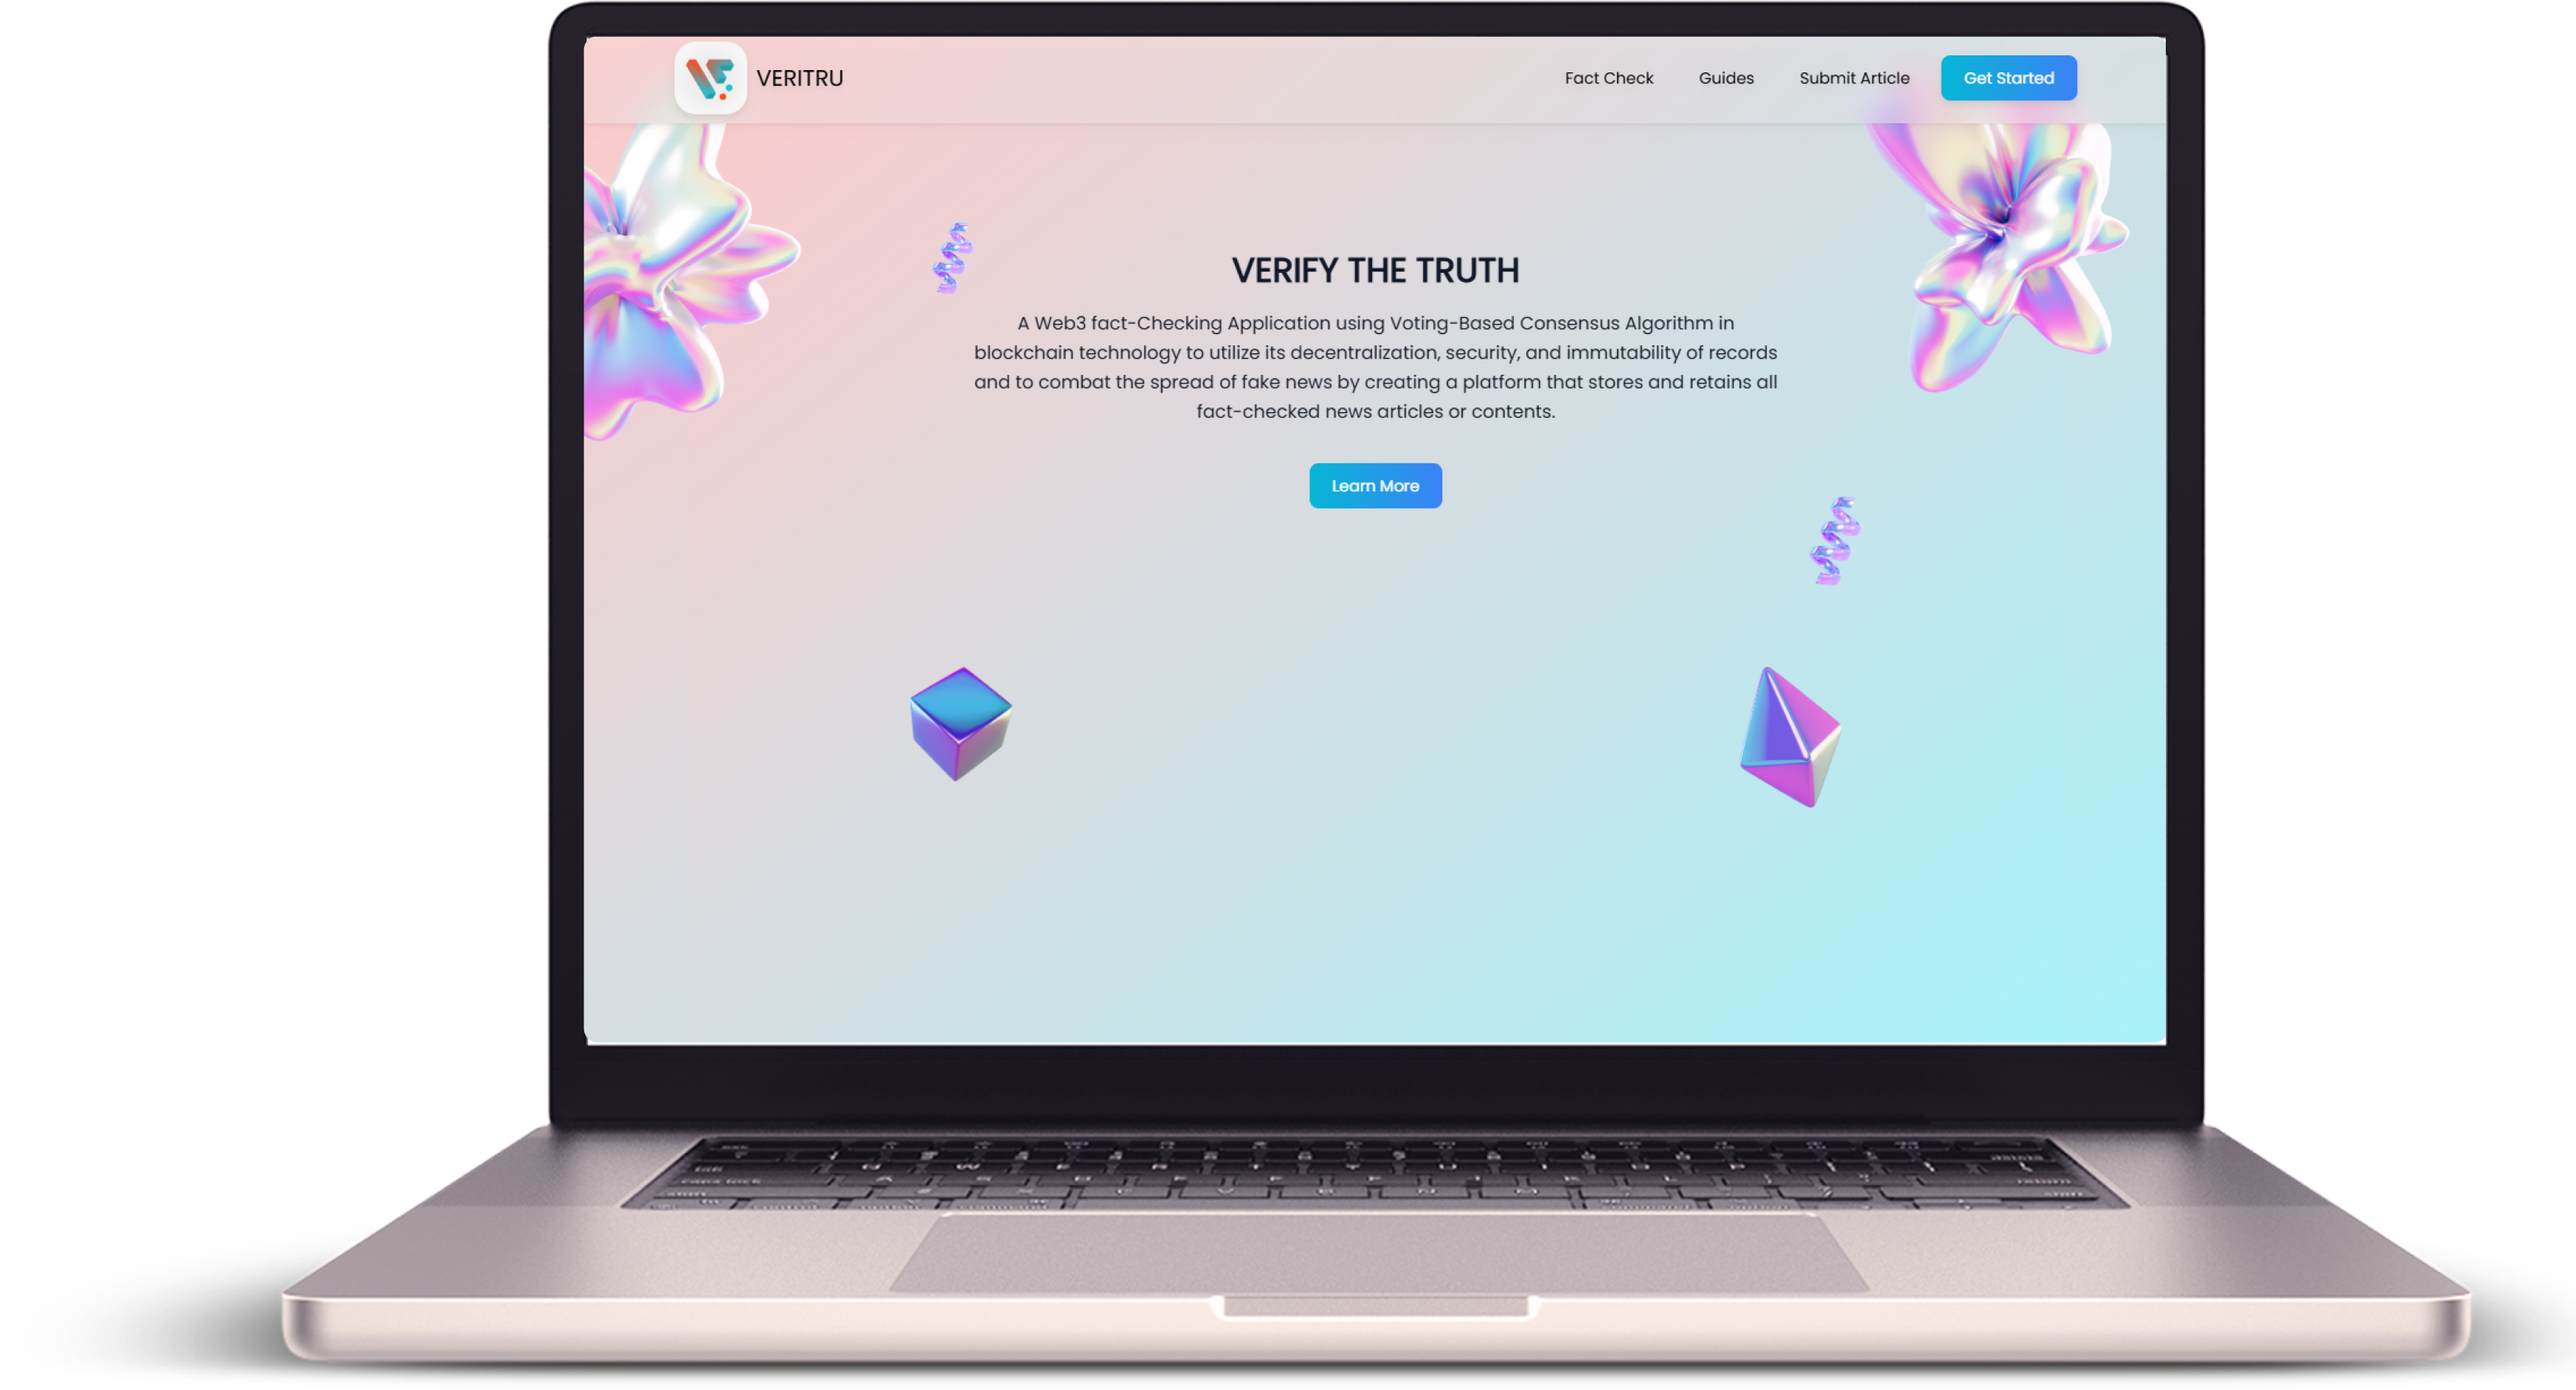 VERITRU
Fact Check
Guides
Submit Article
Get Started
VERIFY THE TRUTH
A Web3 fact-Checking Application using Voting-Based Consensus Algorithm in
blockchain technology to utilize its decentralization, security, and immutability of records
and to combat the spread of fake news by creating a platform that stores and retains all
fact-checked news articles or contents.
Learn More